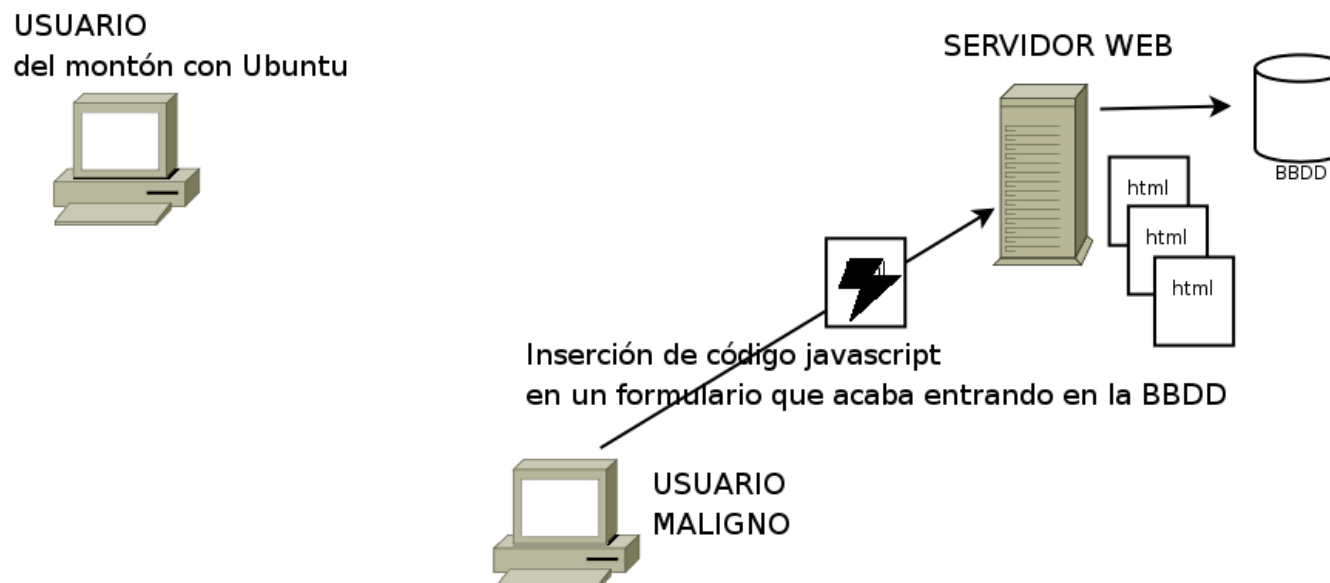 USUARIO
del montón con Ubuntu
SERVIDOR WEB
BBDD
html
html
html
Inserción de código javascript
en un formulario que acaba entrando en la BBDD
USUARIO
MALIGNO